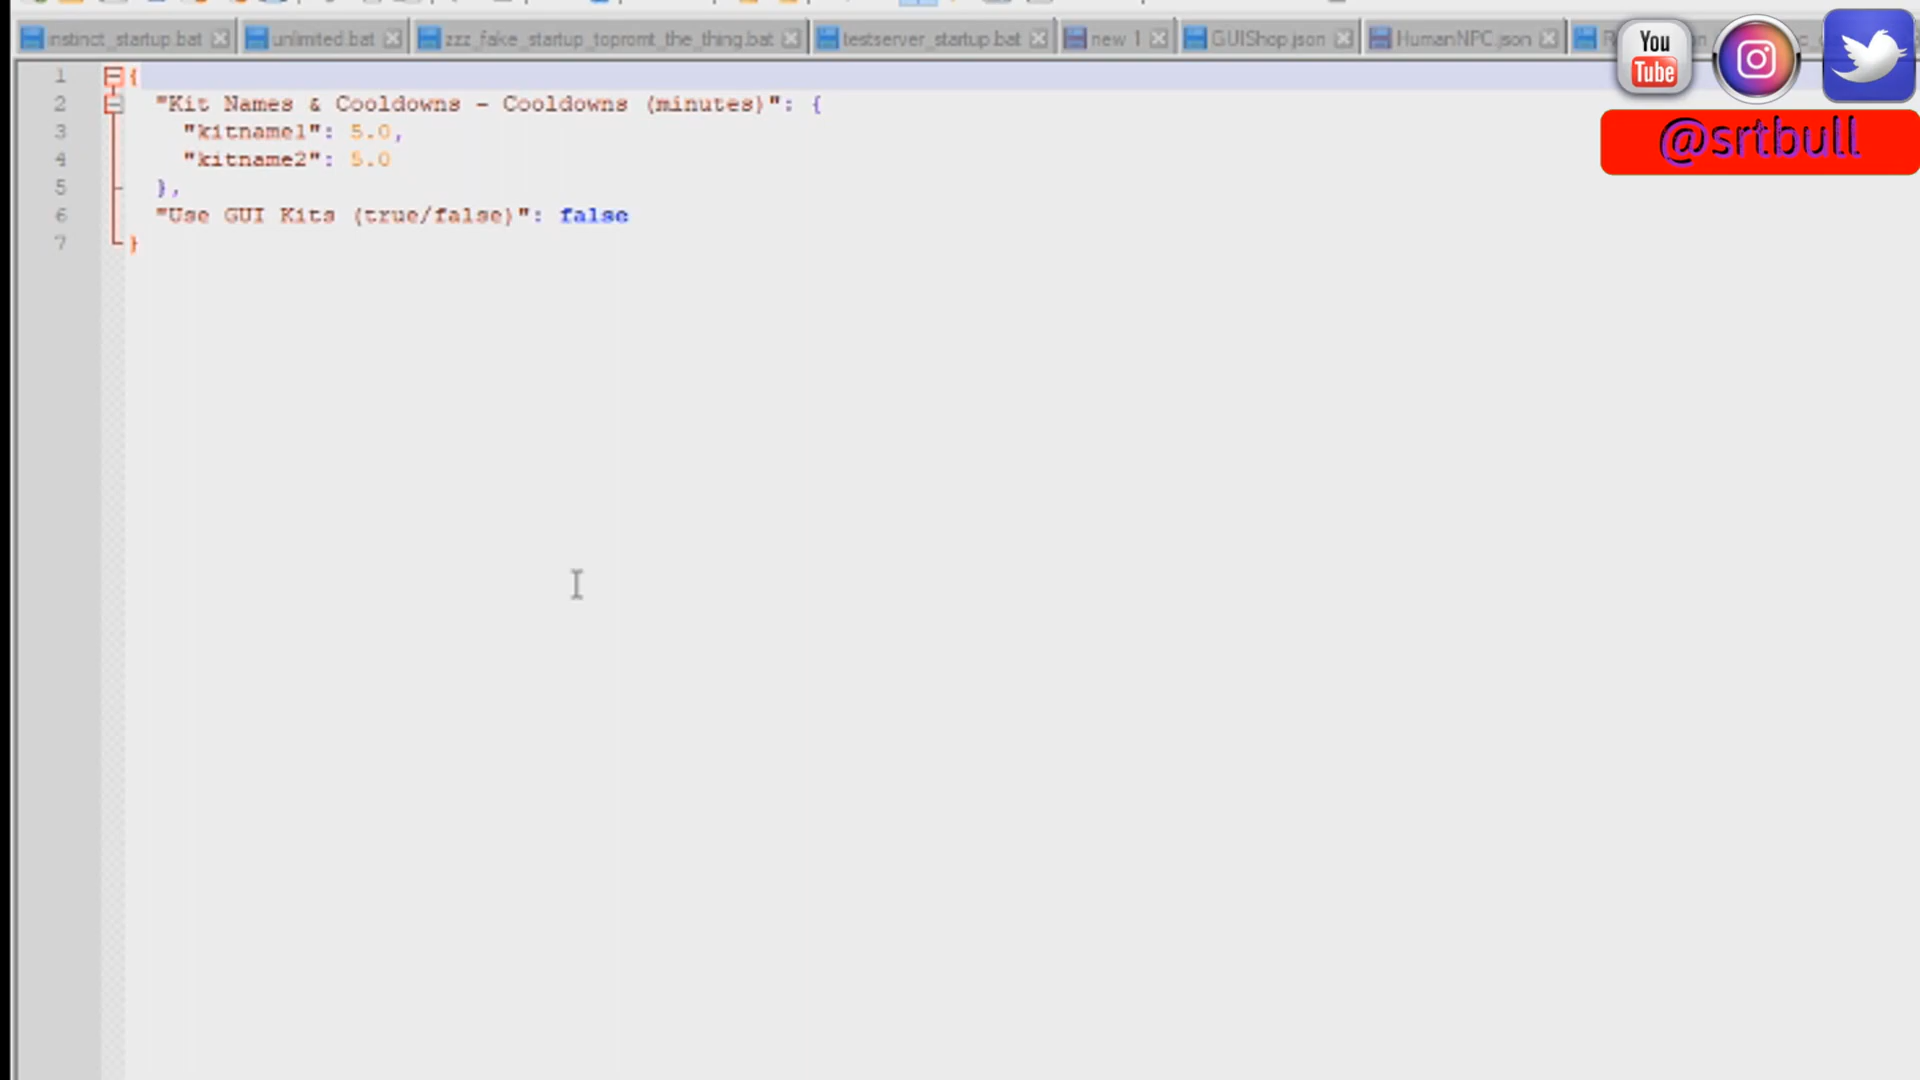 instinct_startup.bat unlimited.bat zzz_fake_startup_topromt_the_thing.bat testserver_startup.bat new 1 GUIShop.json HumanNPC.json
You
Tube
@srtbull
1 {
2 "Kit Names & Cooldowns - Cooldowns (minutes)": {
3 "kitname1": 5.0,
4 "kitname2": 5.0
5 },
6 "Use GUI Kits (true/false)": false
7 }